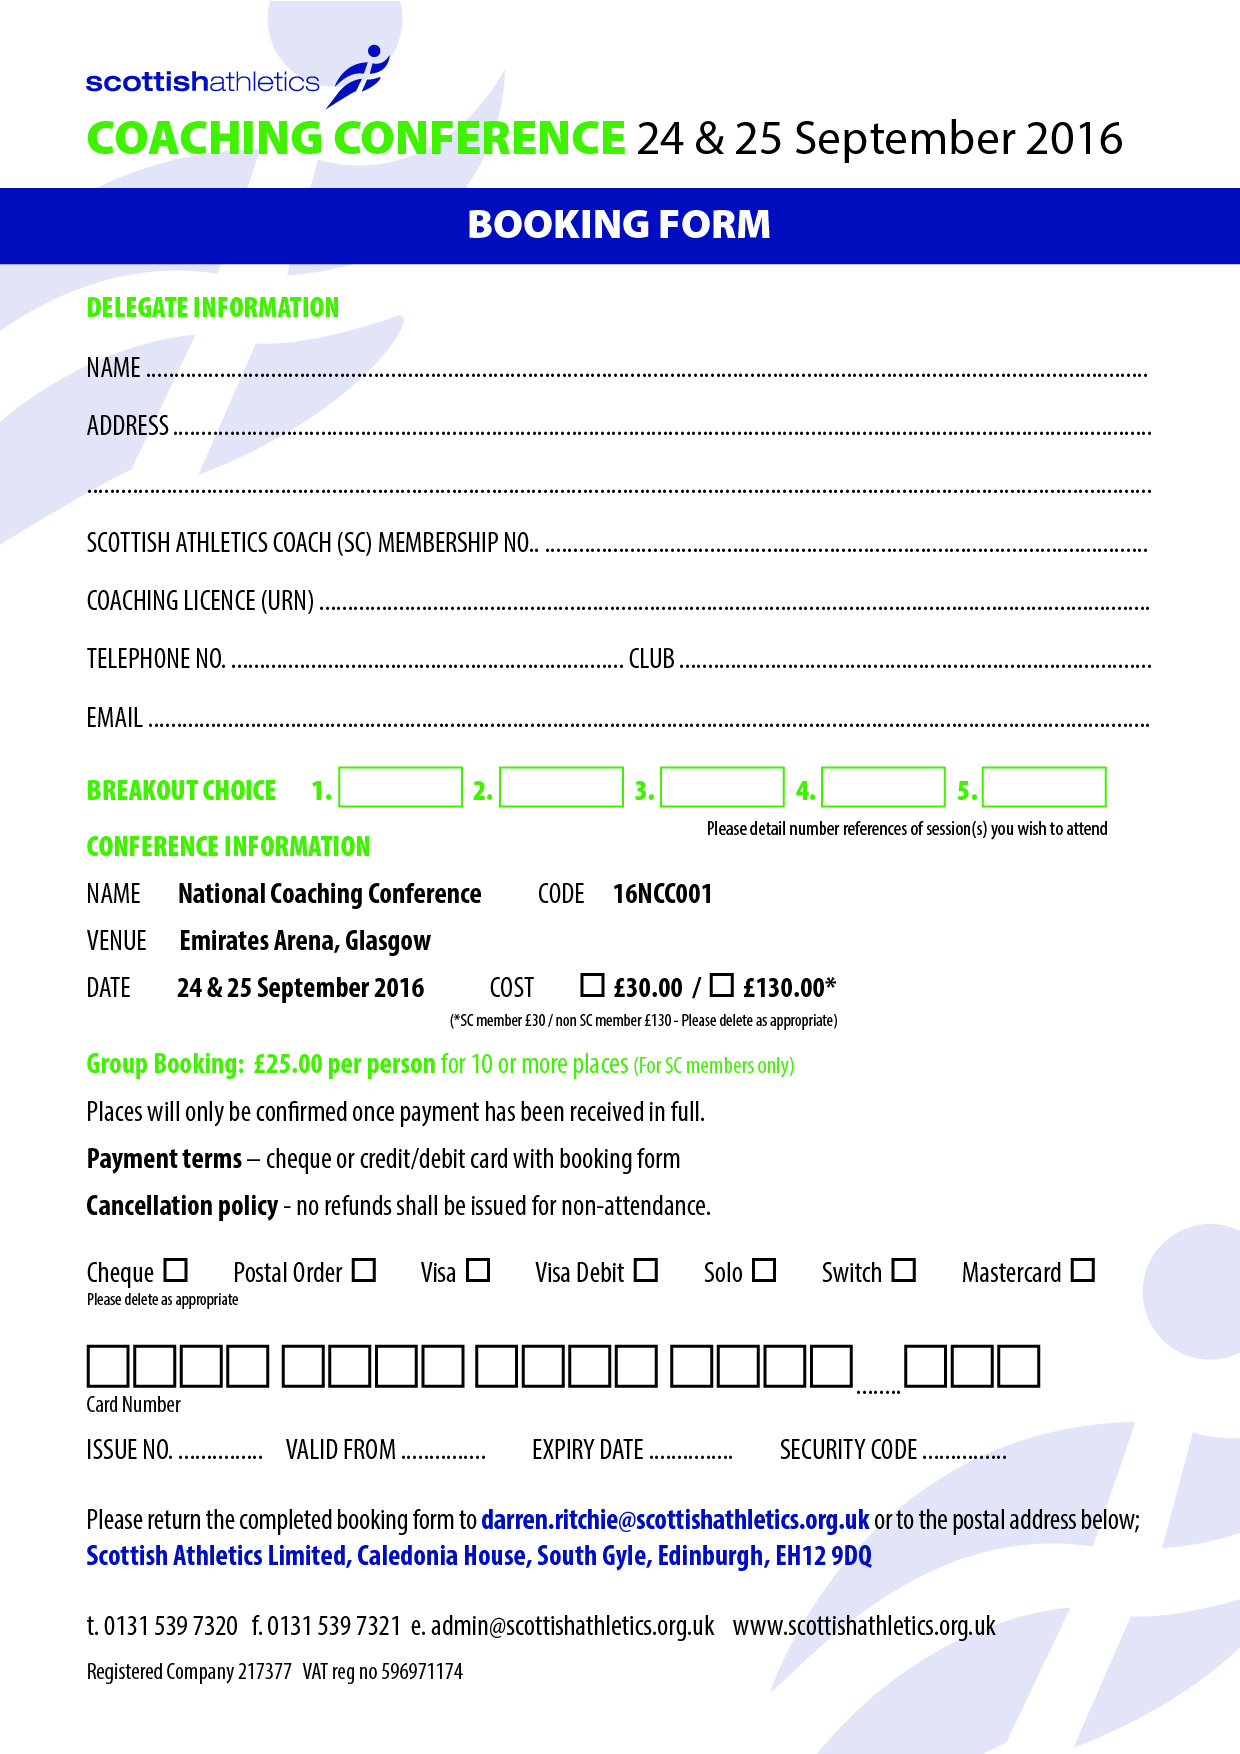 scottishathletics
COACHING CONFERENCE 24 & 25 September 2016
BOOKING FORM
DELEGATE INFORMATION
NAME ..........................................................................................
ADDRESS ..........................................................................................
..........................................................................................
SCOTTISH ATHLETICS COACH (SC) MEMBERSHIP NO.. ............................................................
COACHING LICENCE (URN) ............................................................
TELEPHONE NO. ........................................ CLUB ........................................
EMAIL ..........................................................................................
BREAKOUT CHOICE 1. 2. 3. 4. 5.
Please detail number references of session(s) you wish to attend
CONFERENCE INFORMATION
NAME National Coaching Conference CODE 16NCC001
VENUE Emirates Arena, Glasgow
DATE 24 & 25 September 2016 COST ☐ £30.00 / ☐ £130.00*
(*SC member £30 / non SC member £130 - Please delete as appropriate)
Group Booking: £25.00 per person for 10 or more places (For SC members only)
Places will only be confirmed once payment has been received in full.
Payment terms – cheque or credit/debit card with booking form
Cancellation policy - no refunds shall be issued for non-attendance.
Cheque ☐ Postal Order ☐ Visa ☐ Visa Debit ☐ Solo ☐ Switch ☐ Mastercard ☐
Please delete as appropriate
☐☐☐☐ ☐☐☐☐ ☐☐☐☐ ☐☐☐☐ ........ ☐☐☐
Card Number
ISSUE NO. ............... VALID FROM ............... EXPIRY DATE ............... SECURITY CODE ...............
Please return the completed booking form to darren.ritchie@scottishathletics.org.uk or to the postal address below;
Scottish Athletics Limited, Caledonia House, South Gyle, Edinburgh, EH12 9DQ
t. 0131 539 7320 f. 0131 539 7321 e. admin@scottishathletics.org.uk www.scottishathletics.org.uk
Registered Company 217377 VAT reg no 596971174